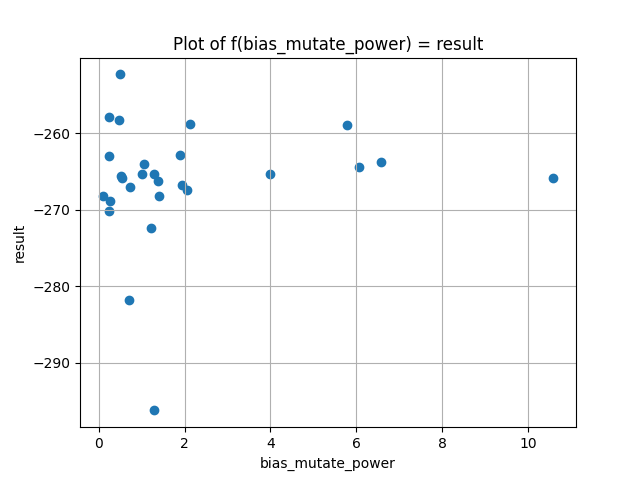 Plot of f(bias_mutate_power) = result
−260
−270
−280
−290
result
0 2 4 6 8 10
bias_mutate_power